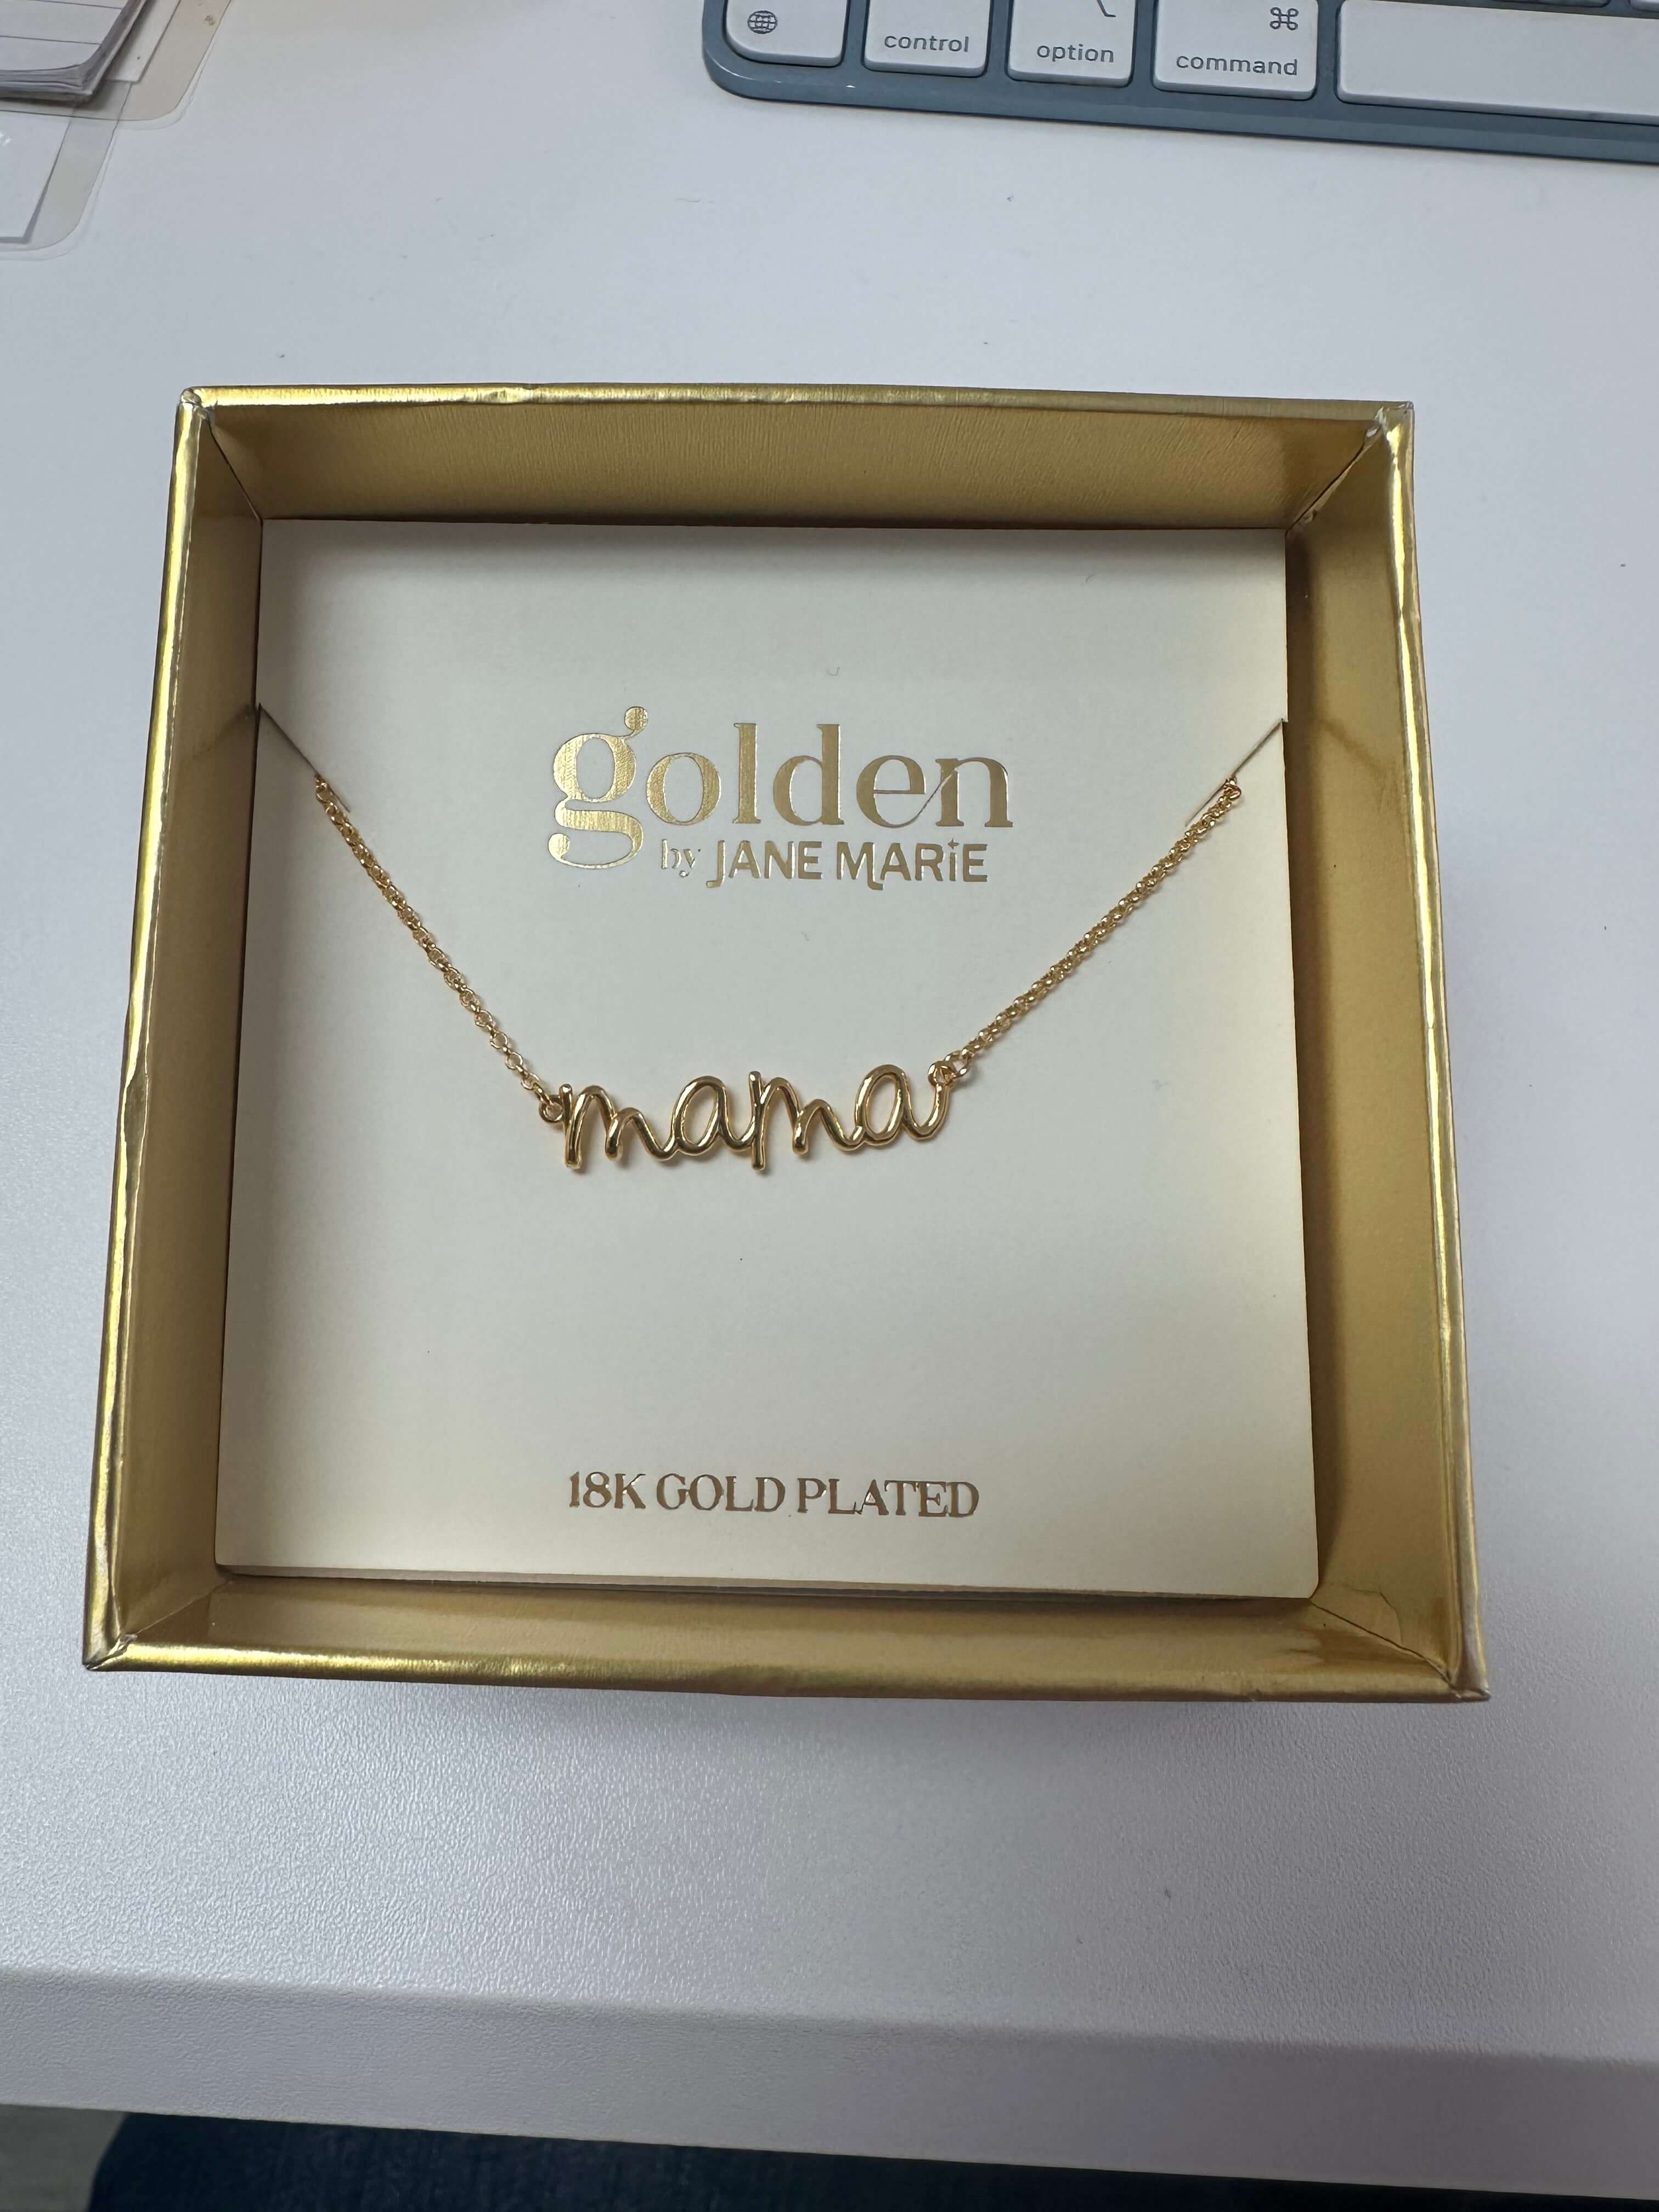 ⌘
control
option
command
golden
by JANE MARiE
mama
18K GOLD PLATED